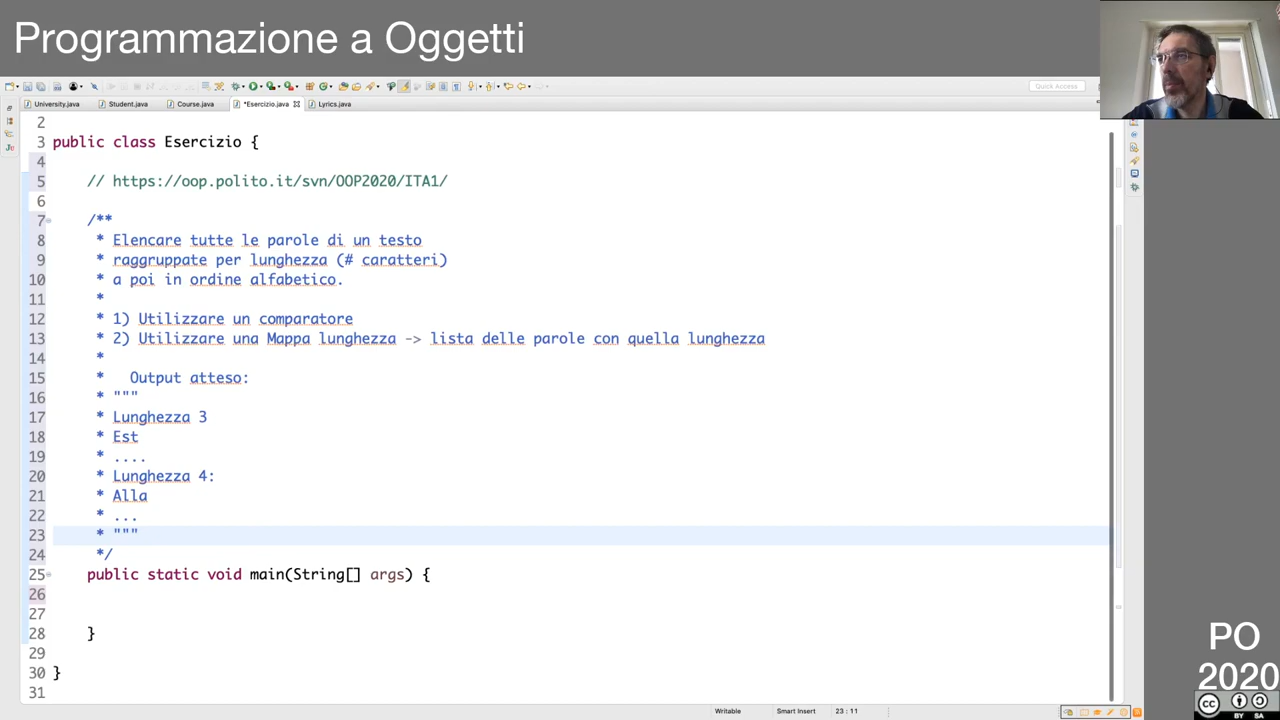 Programmazione a Oggetti
Quick Access
University.java
Student.java
Course.java
*Esercizio.java
Lyrics.java
2
3 public class Esercizio {
4
5 // https://oop.polito.it/svn/OOP2020/ITA1/
6
7 /**
8 * Elencare tutte le parole di un testo
9 * raggruppate per lunghezza (# caratteri)
10 * a poi in ordine alfabetico.
11 *
12 * 1) Utilizzare un comparatore
13 * 2) Utilizzare una Mappa lunghezza -> lista delle parole con quella lunghezza
14 *
15 * Output atteso:
16 * """
17 * Lunghezza 3
18 * Est
19 * ....
20 * Lunghezza 4:
21 * Alla
22 * ...
23 * """
24 */
25 public static void main(String[] args) {
26
27
28 }
29
30 }
31
Writable
Smart Insert
23 : 11
PO
2020
CC
BY SA